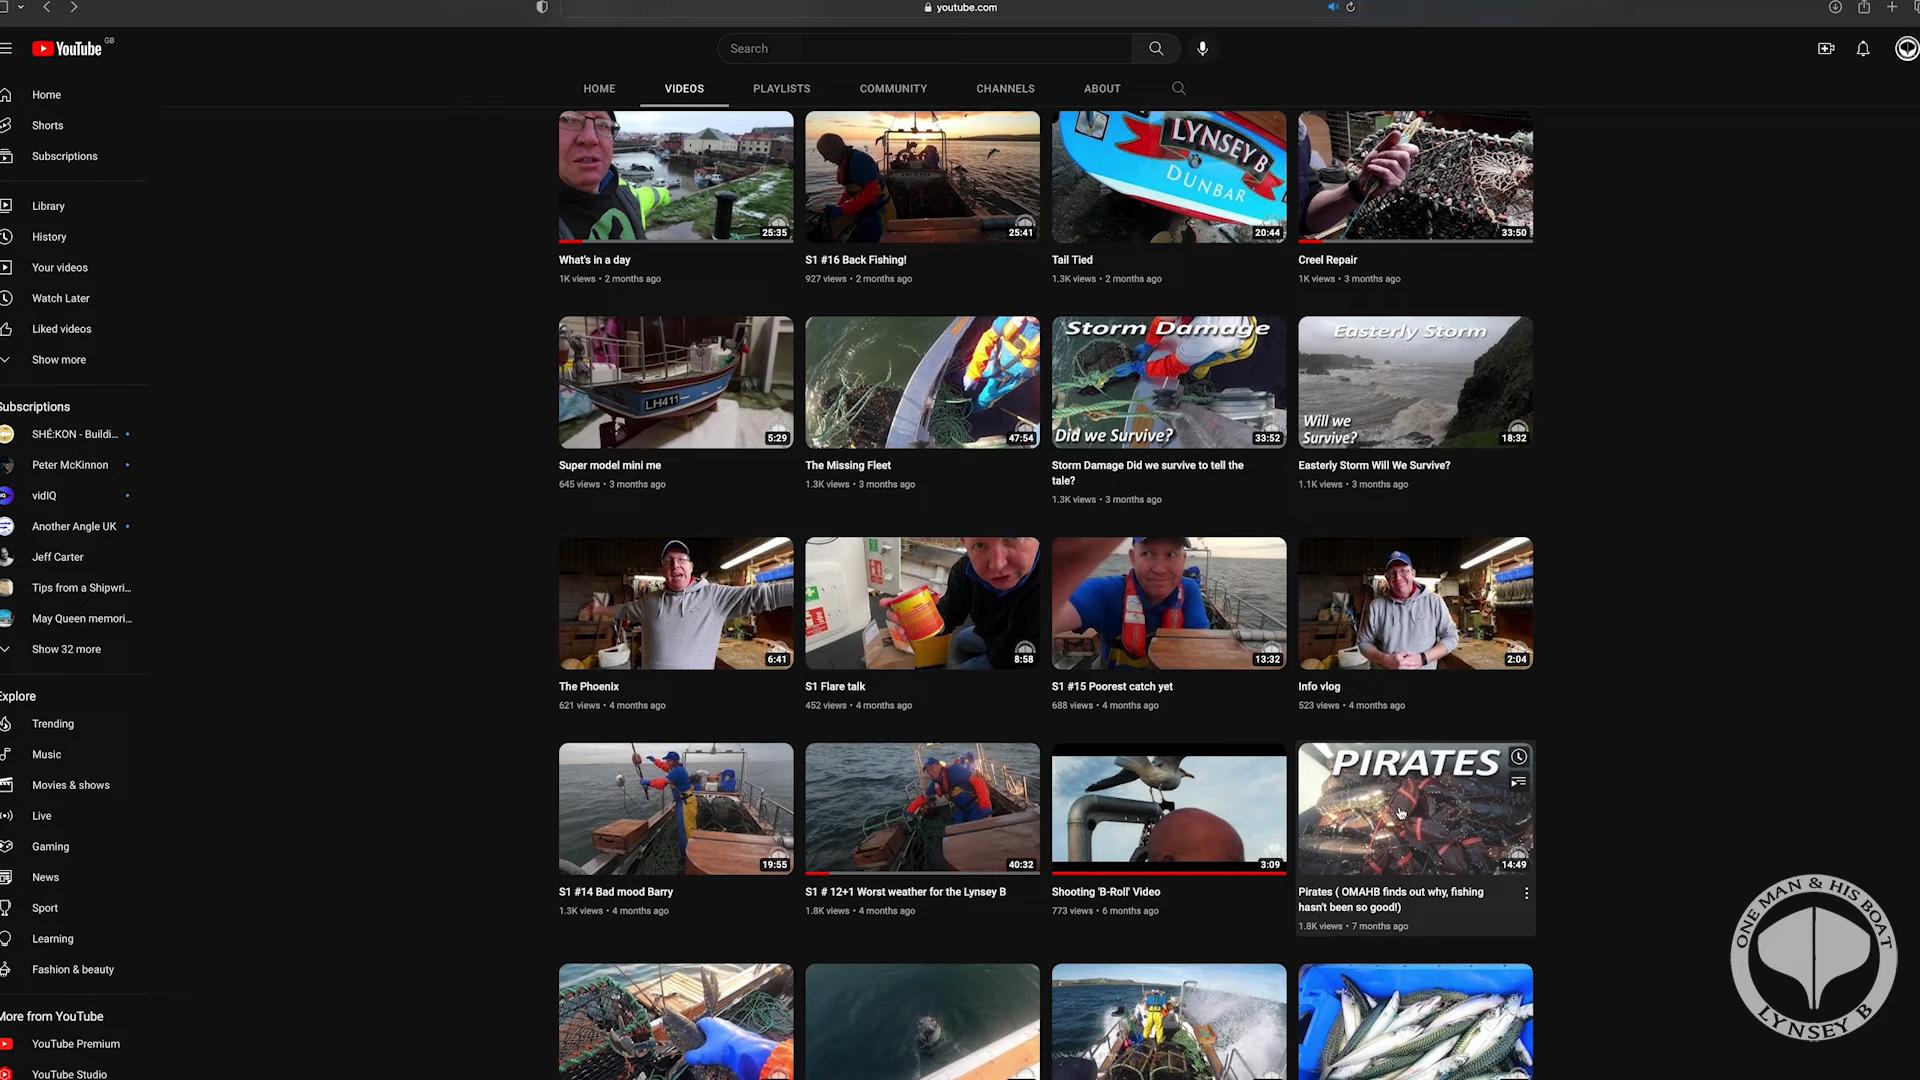 youtube.com
YouTube GB
Search
HOME
VIDEOS
PLAYLISTS
COMMUNITY
CHANNELS
ABOUT
Home
Shorts
Subscriptions
Library
History
Your videos
Watch Later
Liked videos
Show more
Subscriptions
SHÉ:KON - Buildi...
Peter McKinnon
vidIQ
Another Angle UK
Jeff Carter
Tips from a Shipwri...
May Queen memori...
Show 32 more
Explore
Trending
Music
Movies & shows
Live
Gaming
News
Sport
Learning
Fashion & beauty
More from YouTube
YouTube Premium
YouTube Studio
25:35
What's in a day
1K views • 2 months ago
25:41
S1 #16 Back Fishing!
927 views • 2 months ago
LYNSEY B
DUNBAR
20:44
Tail Tied
1.3K views • 2 months ago
33:50
Creel Repair
1K views • 3 months ago
LH411
5:29
Super model mini me
645 views • 3 months ago
47:54
The Missing Fleet
1.3K views • 3 months ago
Storm Damage
Did we Survive?
33:52
Storm Damage Did we survive to tell the
tale?
1.3K views • 3 months ago
Easterly Storm
Will we
Survive?
18:32
Easterly Storm Will We Survive?
1.1K views • 3 months ago
6:41
The Phoenix
621 views • 4 months ago
8:58
S1 Flare talk
452 views • 4 months ago
13:32
S1 #15 Poorest catch yet
688 views • 4 months ago
2:04
Info vlog
523 views • 4 months ago
19:55
S1 #14 Bad mood Barry
1.3K views • 4 months ago
40:32
S1 # 12+1 Worst weather for the Lynsey B
1.8K views • 4 months ago
3:09
Shooting 'B-Roll' Video
773 views • 6 months ago
PIRATES
14:49
Pirates ( OMAHB finds out why, fishing
hasn't been so good!)
1.8K views • 7 months ago
ONE MAN & HIS BOAT
LYNSEY B